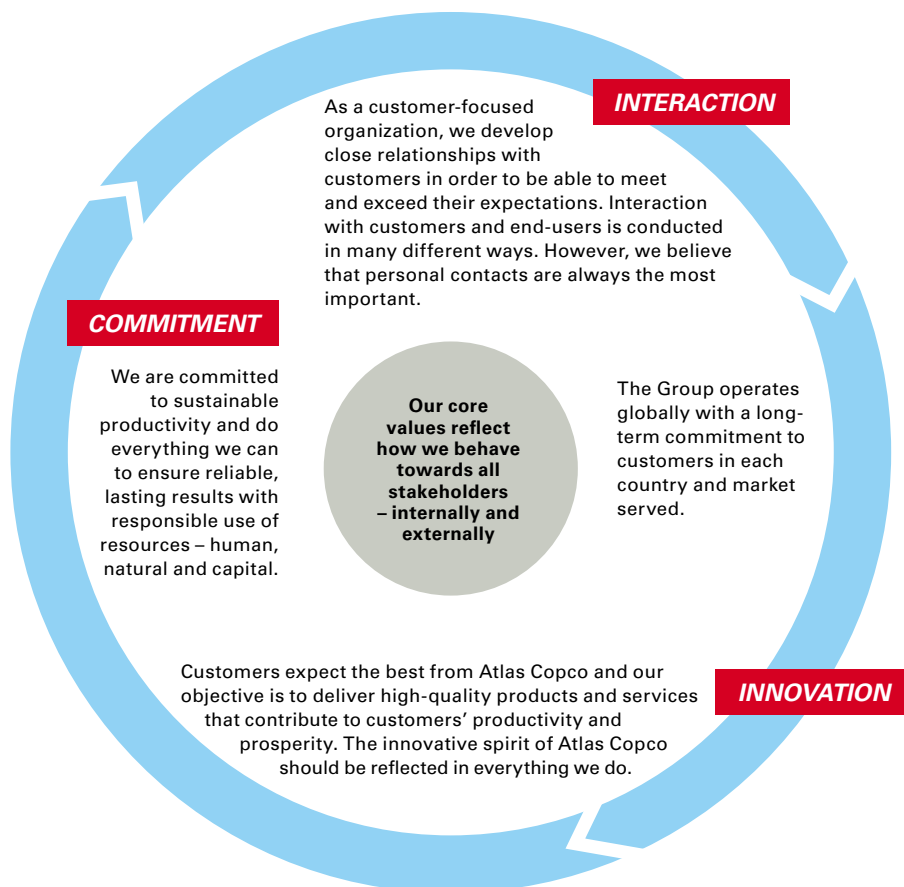 INTERACTION
As a customer-focused
organization, we develop
close relationships with
customers in order to be able to meet
and exceed their expectations. Interaction
with customers and end-users is conducted
in many different ways. However, we believe
that personal contacts are always the most
important.
COMMITMENT
We are committed
to sustainable
productivity and do
everything we can
to ensure reliable,
lasting results with
responsible use of
resources – human,
natural and capital.
Our core
values reflect
how we behave
towards all
stakeholders
– internally and
externally
The Group operates
globally with a long-
term commitment to
customers in each
country and market
served.
INNOVATION
Customers expect the best from Atlas Copco and our
objective is to deliver high-quality products and services
that contribute to customers’ productivity and
prosperity. The innovative spirit of Atlas Copco
should be reflected in everything we do.